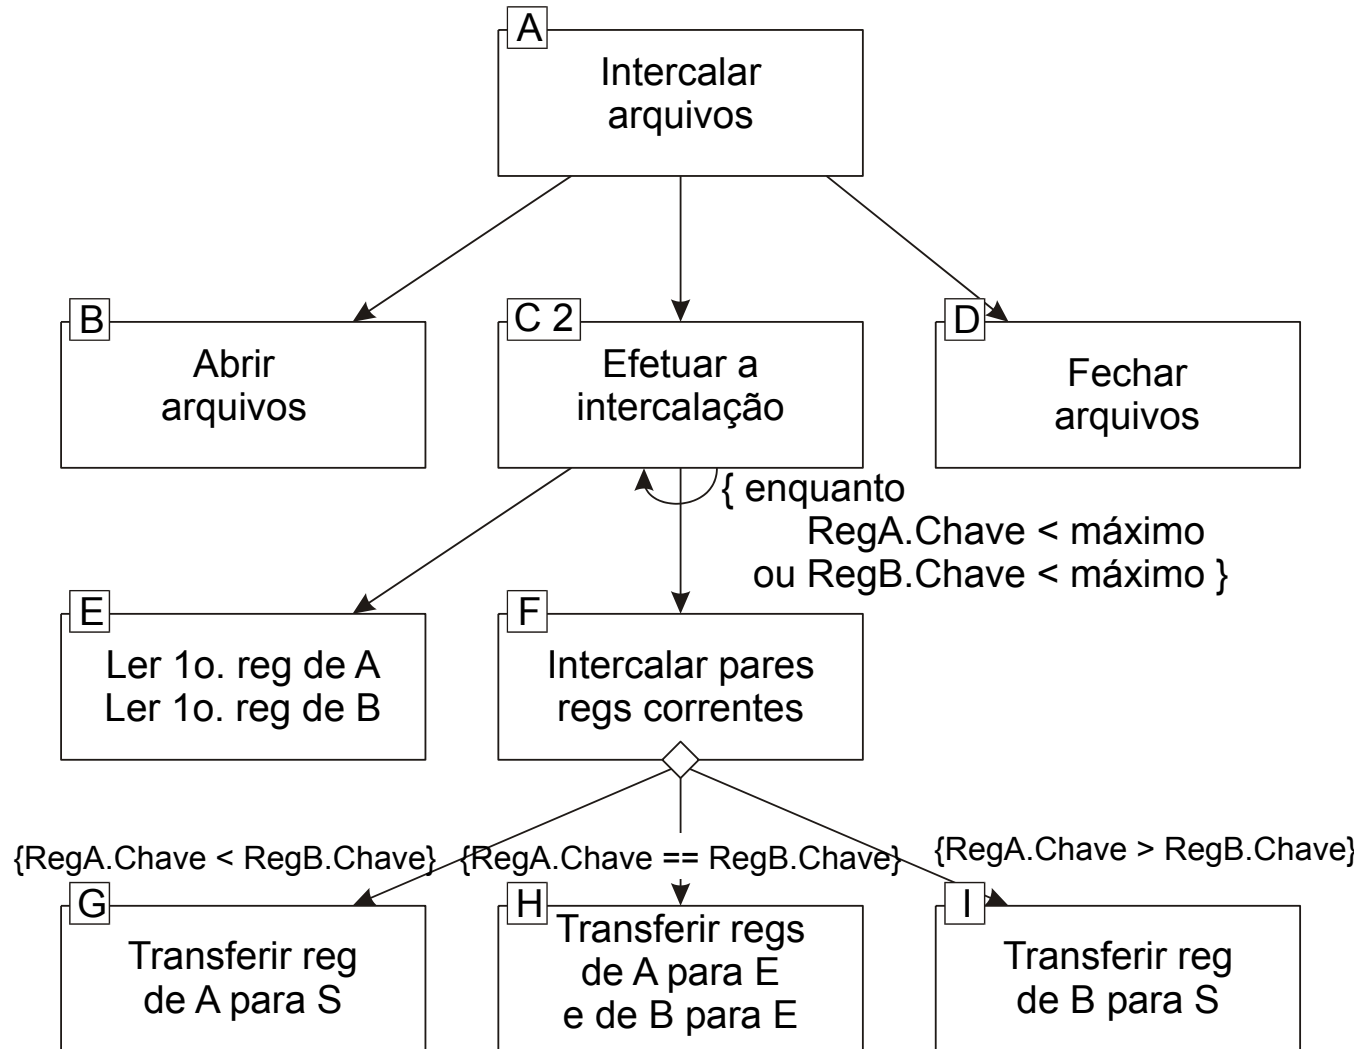 A
Intercalar
arquivos
B
Abrir
arquivos
C 2
Efetuar a
intercalação
D
Fechar
arquivos
{ enquanto
RegA.Chave < máximo
ou RegB.Chave < máximo }
E
Ler 1o. reg de A
Ler 1o. reg de B
F
Intercalar pares
regs correntes
{RegA.Chave < RegB.Chave}
{RegA.Chave == RegB.Chave}
{RegA.Chave > RegB.Chave}
G
Transferir reg
de A para S
H
Transferir regs
de A para E
e de B para E
I
Transferir reg
de B para S